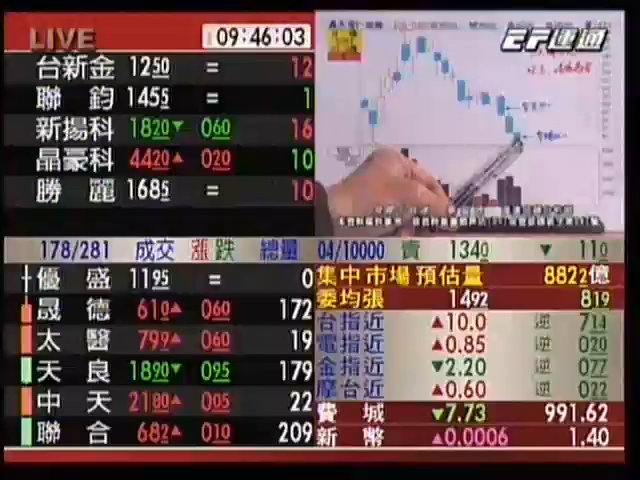 LIVE 09:46:03
台新金 1250 = 12
聯鈞 1455 = 1
新揚科 1820▼ 060 16
晶豪科 4420▲ 020 10
勝麗 1685 = 10
EF速通
178/281 成交 漲跌 總量
優盛 1195 = 0
晟德 610▲ 060 172
太醫 799▲ 060 19
天良 1890▼ 095 179
中天 2180▲ 005 22
聯合 682▲ 010 209
04/10000 賣 1340 ▼ 110
集中市場 預估量 8822億
委均張 1492 819
台指近 ▲10.0 逆 714
電指近 ▲0.85 逆 020
金指近 ▼2.20 逆 077
摩台近 ▲0.60 逆 022
費城 ▼7.73 991.62
新幣 ▲0.0006 1.40